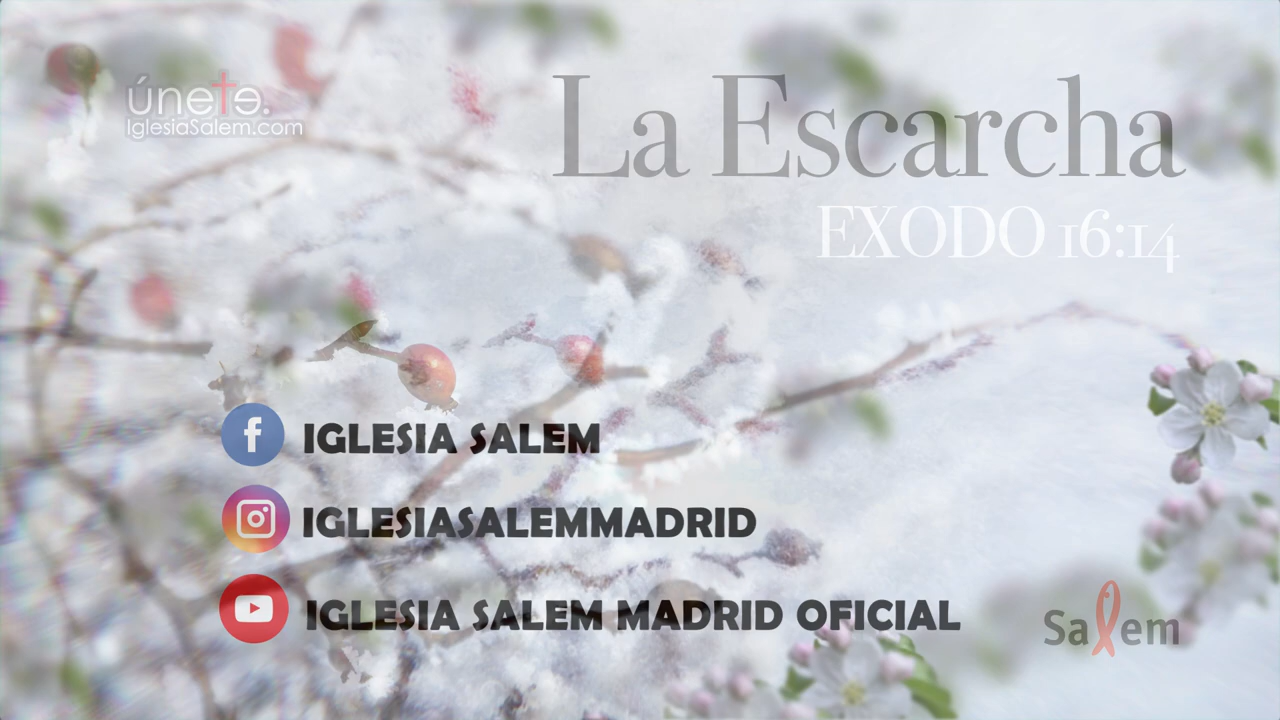 únete.
IglesiaSalem.com
La Escarcha
EXODO 16:14
IGLESIA SALEM
IGLESIASALEMMADRID
IGLESIA SALEM MADRID OFICIAL
Salem